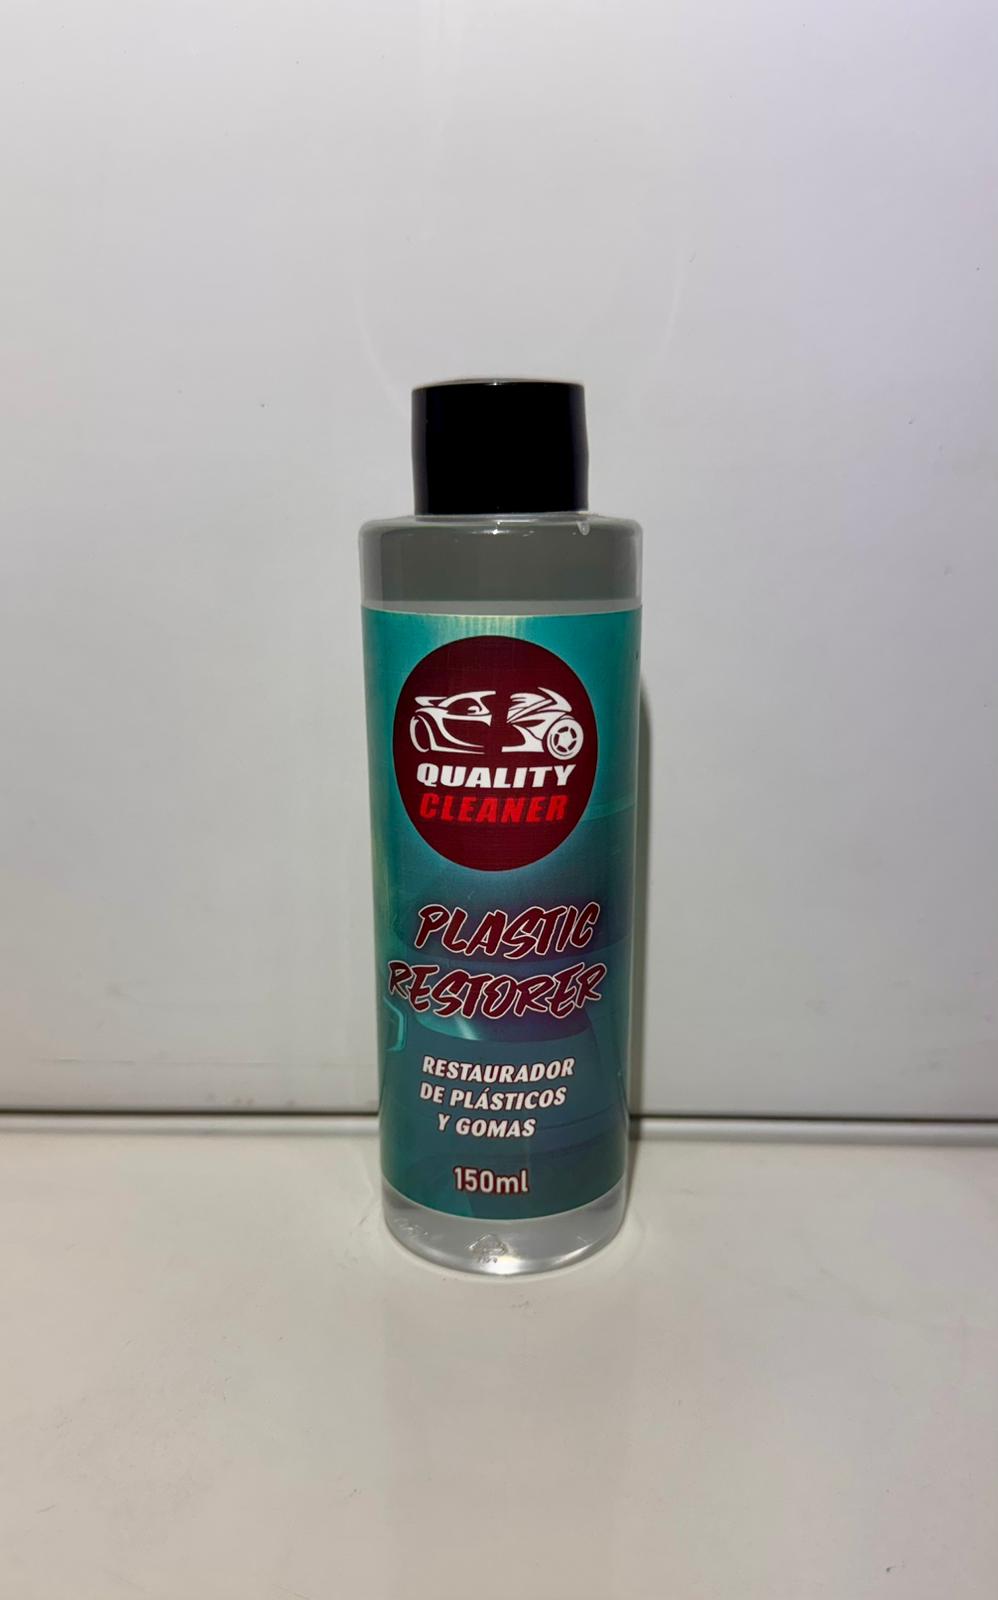 QUALITY
CLEANER
PLASTIC
RESTORER
RESTAURADOR
DE PLÁSTICOS
Y GOMAS
150ml